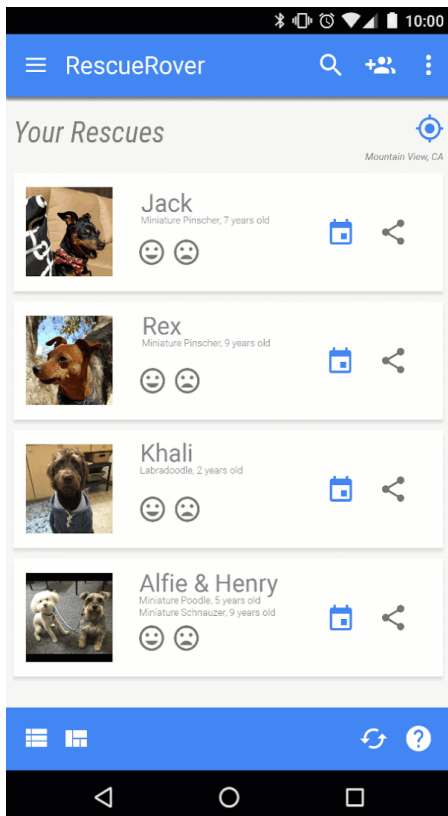 10:00
RescueRover
Your Rescues
Mountain View, CA
Jack
Miniature Pinscher, 7 years old
Rex
Miniature Pinscher, 9 years old
Khali
Labradoodle, 2 years old
Alfie & Henry
Miniature Poodle, 5 years old
Miniature Schnauzer, 9 years old